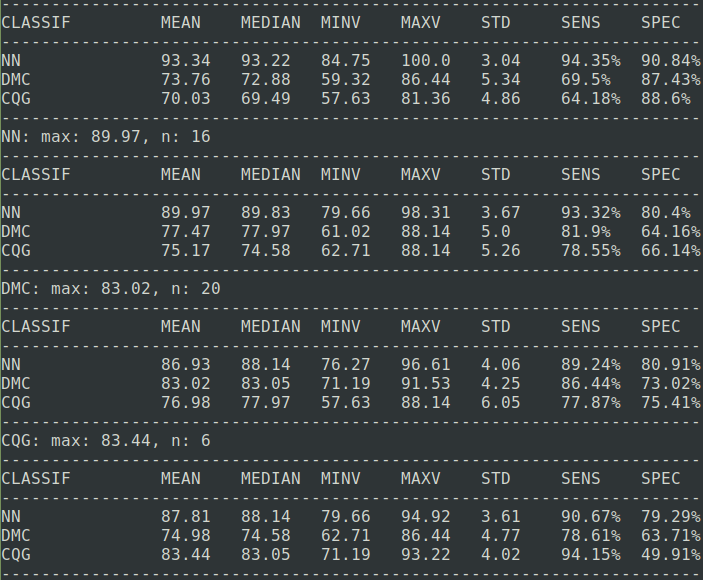 --------------------------------------------------------------------------------
CLASSIF MEAN MEDIAN MINV MAXV STD SENS SPEC
--------------------------------------------------------------------------------
NN 93.34 93.22 84.75 100.0 3.04 94.35% 90.84%
DMC 73.76 72.88 59.32 86.44 5.34 69.5% 87.43%
CQG 70.03 69.49 57.63 81.36 4.86 64.18% 88.6%
--------------------------------------------------------------------------------
NN: max: 89.97, n: 16
--------------------------------------------------------------------------------
CLASSIF MEAN MEDIAN MINV MAXV STD SENS SPEC
--------------------------------------------------------------------------------
NN 89.97 89.83 79.66 98.31 3.67 93.32% 80.4%
DMC 77.47 77.97 61.02 88.14 5.0 81.9% 64.16%
CQG 75.17 74.58 62.71 88.14 5.26 78.55% 66.14%
--------------------------------------------------------------------------------
DMC: max: 83.02, n: 20
--------------------------------------------------------------------------------
CLASSIF MEAN MEDIAN MINV MAXV STD SENS SPEC
--------------------------------------------------------------------------------
NN 86.93 88.14 76.27 96.61 4.06 89.24% 80.91%
DMC 83.02 83.05 71.19 91.53 4.25 86.44% 73.02%
CQG 76.98 77.97 57.63 88.14 6.05 77.87% 75.41%
--------------------------------------------------------------------------------
CQG: max: 83.44, n: 6
--------------------------------------------------------------------------------
CLASSIF MEAN MEDIAN MINV MAXV STD SENS SPEC
--------------------------------------------------------------------------------
NN 87.81 88.14 79.66 94.92 3.61 90.67% 79.29%
DMC 74.98 74.58 62.71 86.44 4.77 78.61% 63.71%
CQG 83.44 83.05 71.19 93.22 4.02 94.15% 49.91%
--------------------------------------------------------------------------------